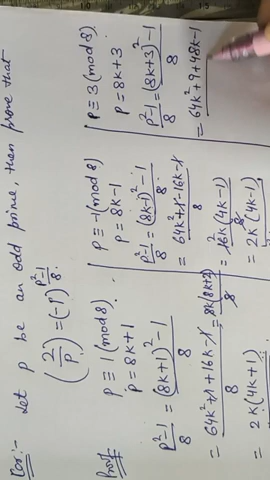 Cor:- Let p be an odd prime, then prove that
(2/p) = (-1)^{(p²-1)/8}
Proof
p ≡ 1 (mod 8)
p = 8k+1
(p²-1)/8 = ((8k+1)²-1)/8
= (64k²+1+16k-1)/8 = 8k(8k+2)/8
= 2k(4k+1)
p ≡ -1 (mod 8)
p = 8k-1
(p²-1)/8 = ((8k-1)²-1)/8
= (64k²+1-16k-1)/8
= 16k(4k-1)/8
= 2k(4k-1)
p ≡ 3 (mod 8)
p = 8k+3
(p²-1)/8 = ((8k+3)²-1)/8
= 64k²+9+48k-1